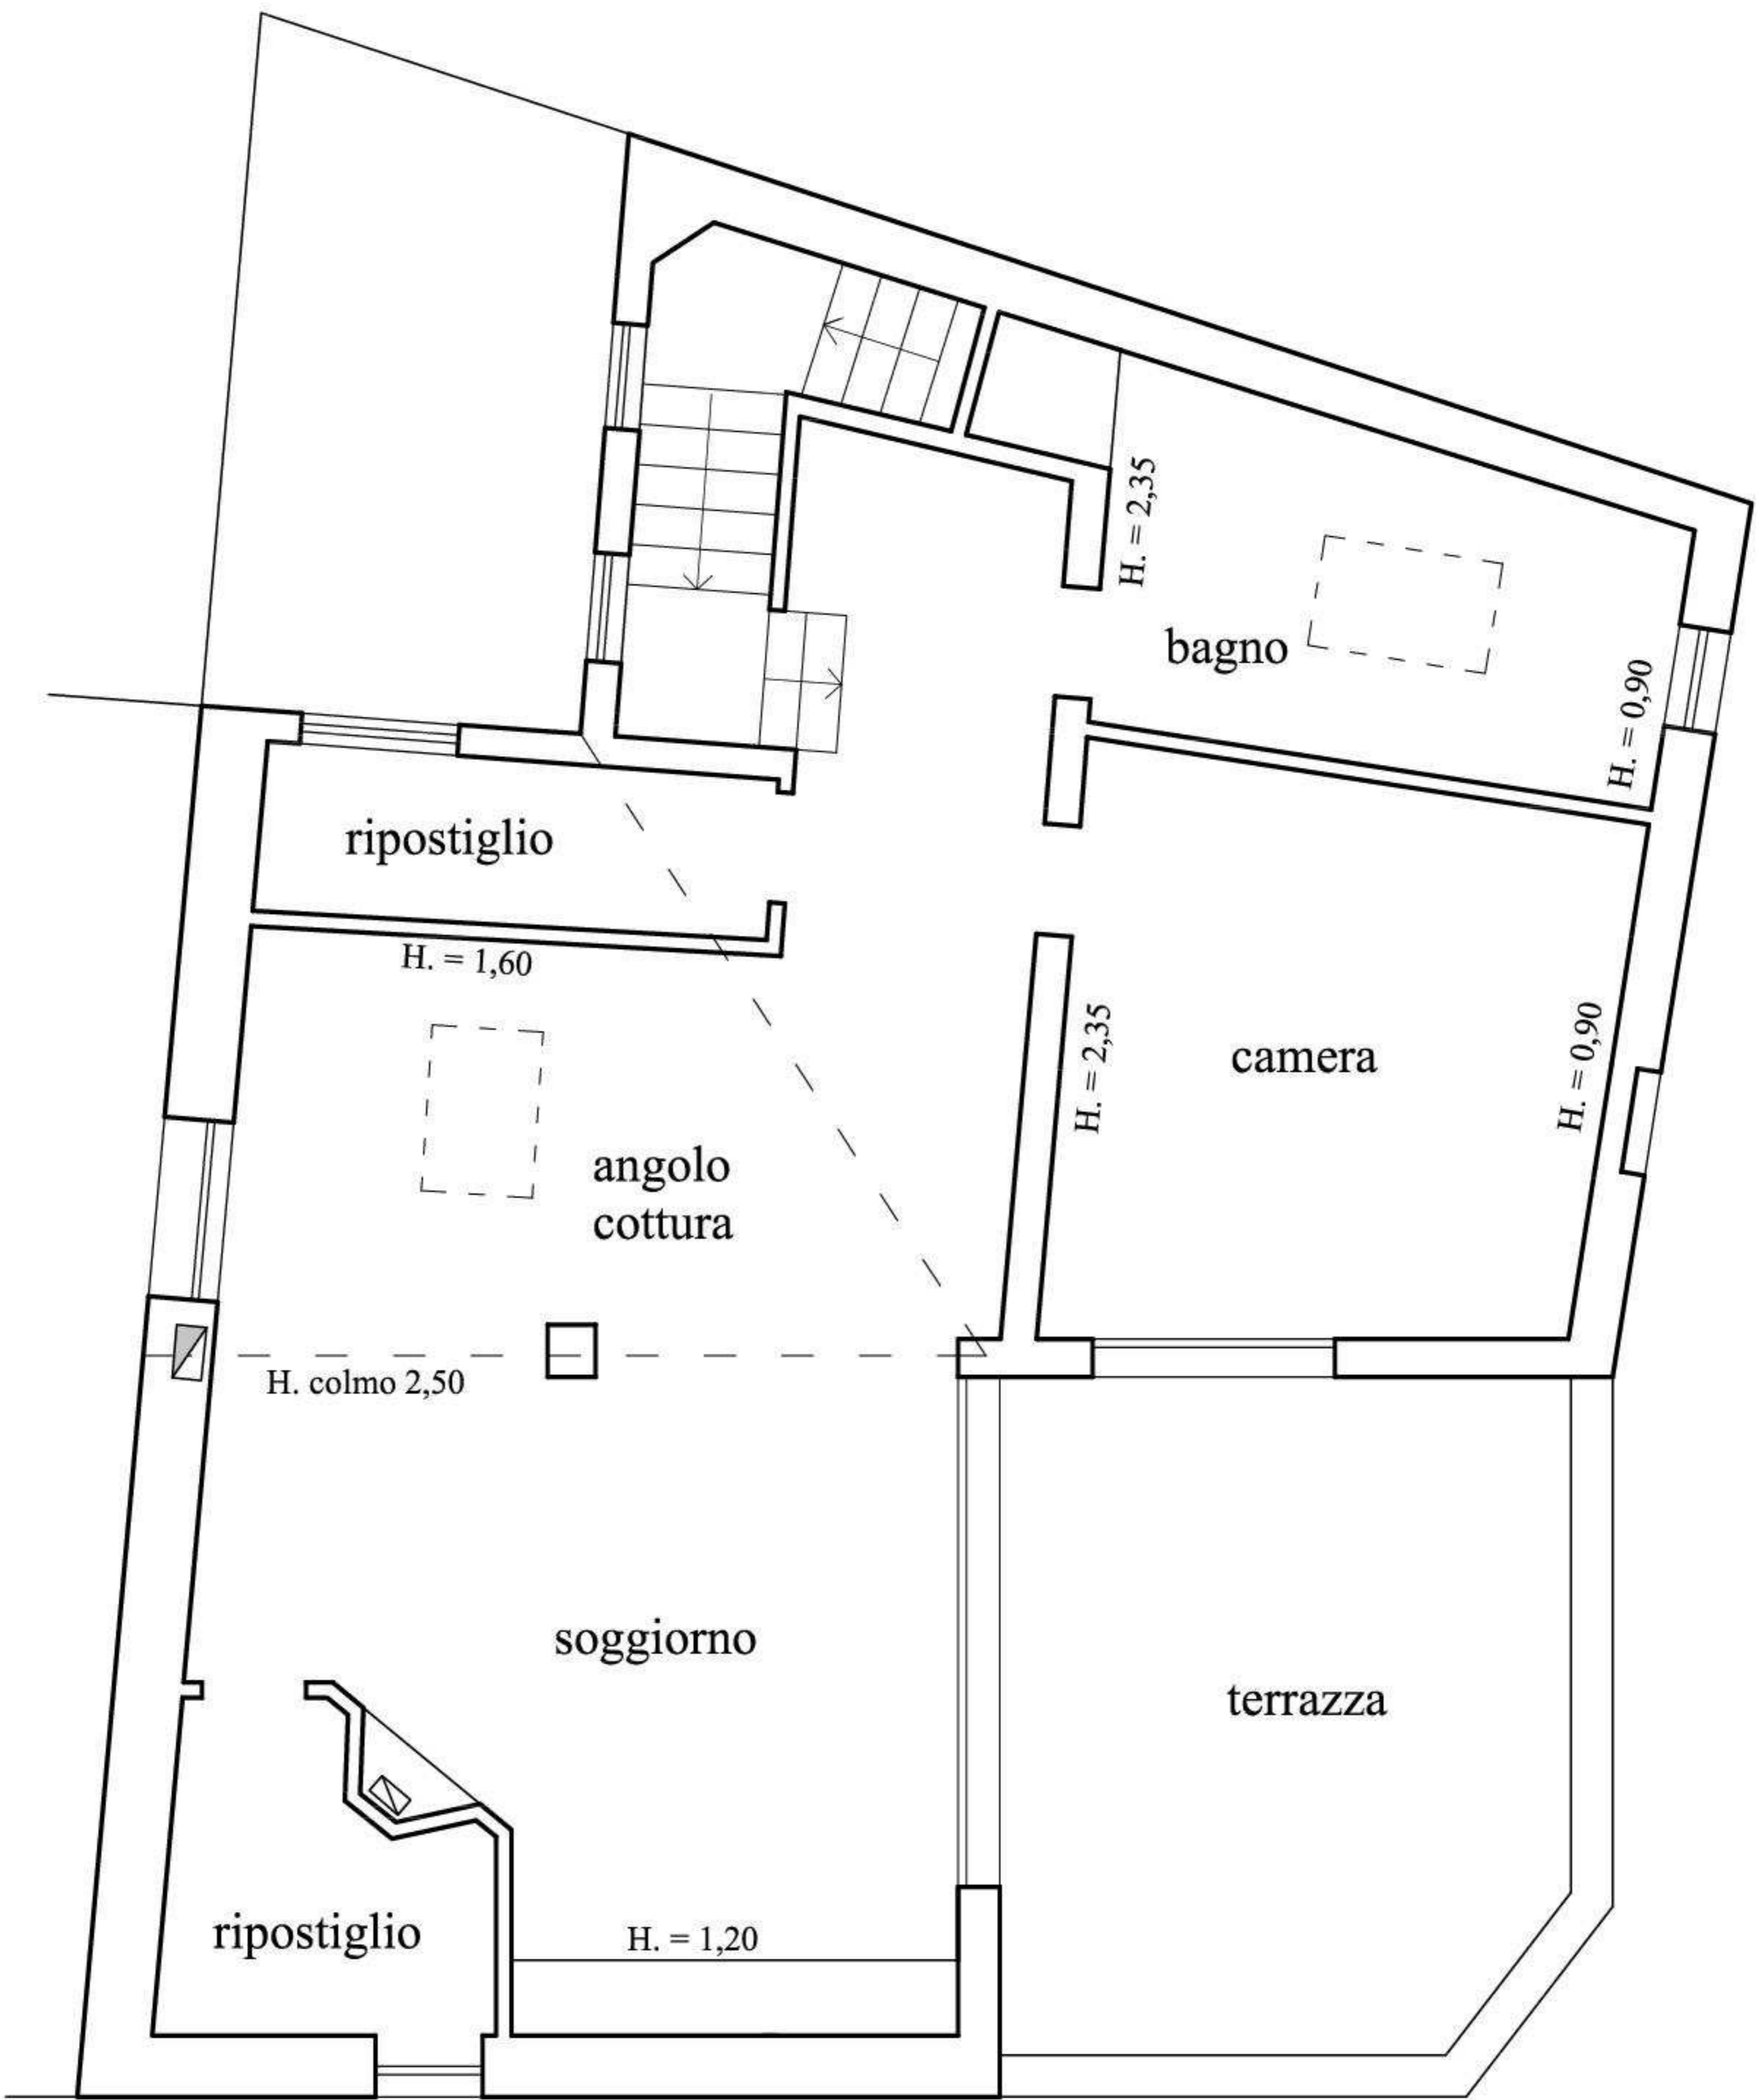 H. = 2,35
bagno
H. = 0,90
ripostiglio
H. = 1,60
H. = 2,35
camera
H. = 0,90
angolo
cottura
H. colmo 2,50
soggiorno
terrazza
ripostiglio
H. = 1,20